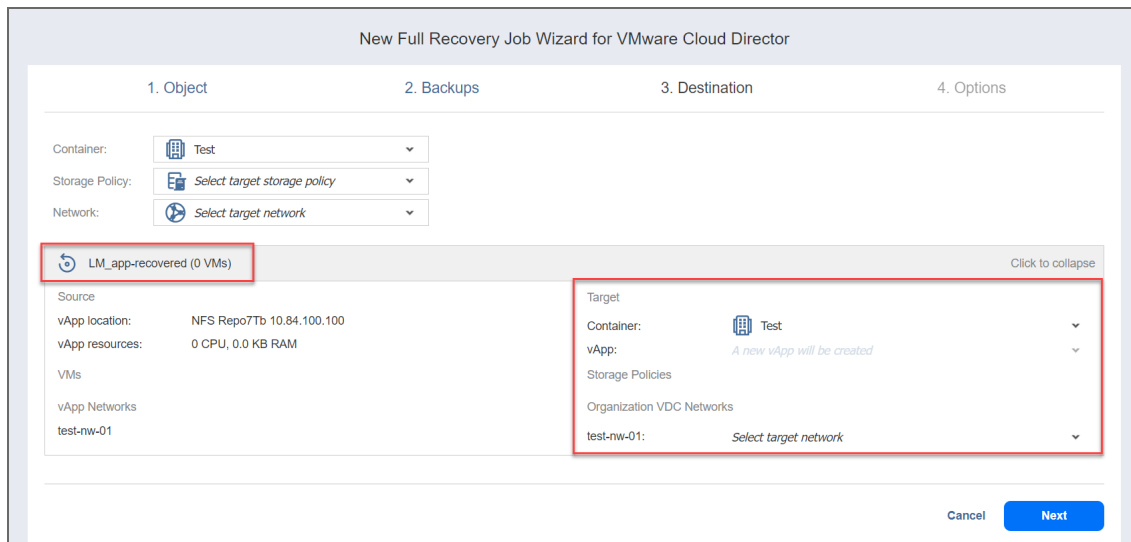 New Full Recovery Job Wizard for VMware Cloud Director
1. Object 2. Backups 3. Destination 4. Options
Container: Test
Storage Policy: Select target storage policy
Network: Select target network
LM_app-recovered (0 VMs) Click to collapse
Source Target
vApp location: NFS Repo7Tb 10.84.100.100 Container: Test
vApp resources: 0 CPU, 0.0 KB RAM vApp: A new vApp will be created
VMs Storage Policies
vApp Networks Organization VDC Networks
test-nw-01 test-nw-01: Select target network
Cancel Next